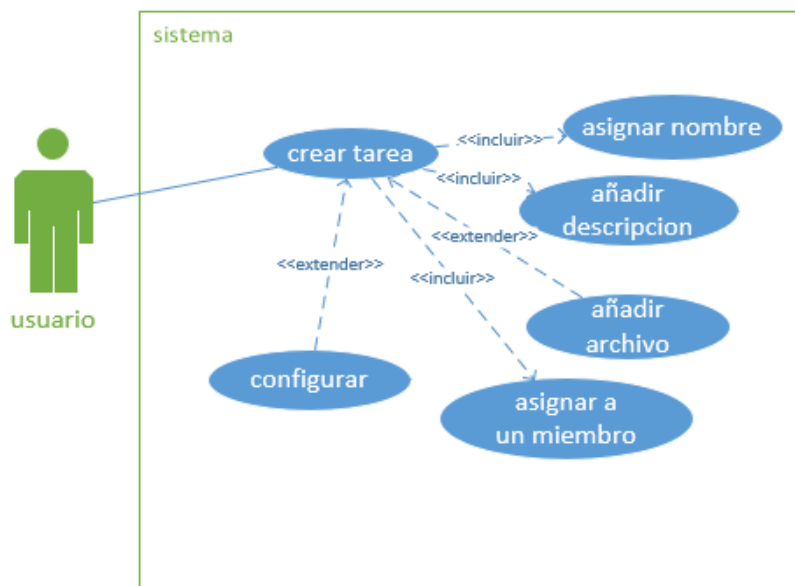 sistema
asignar nombre
<<incluir>>
crear tarea
<<incluir>>
añadir
descripcion
<<extender>>
<<extender>>
<<incluir>>
usuario
añadir
archivo
configurar
asignar a
un miembro